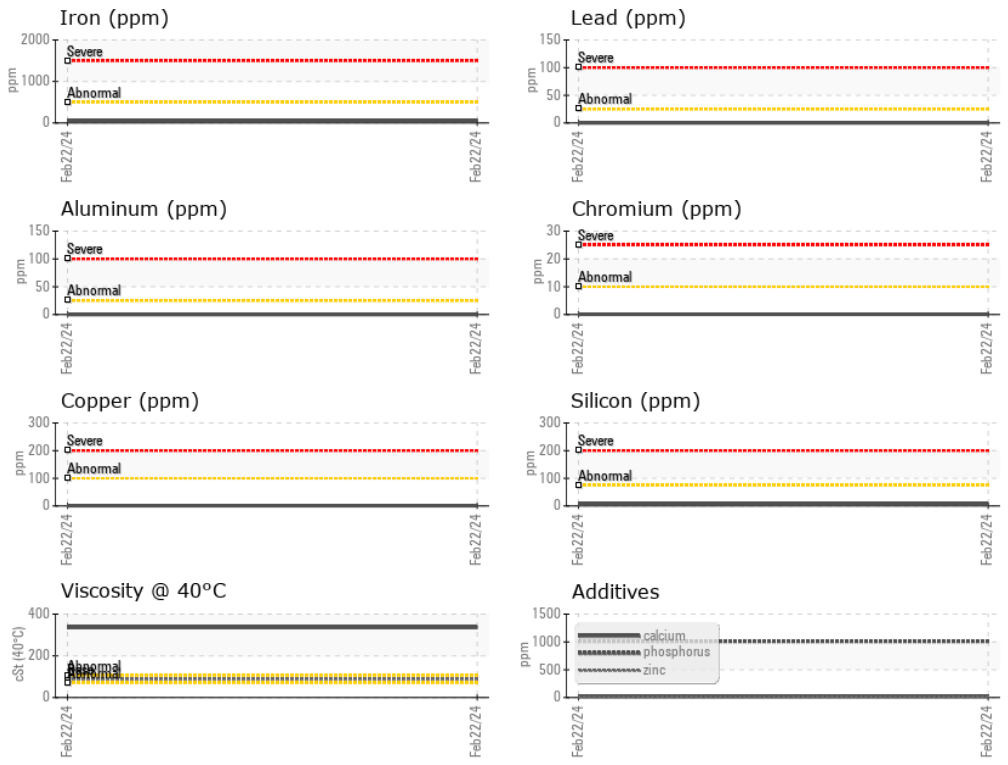 Iron (ppm)
2000
1000
0
ppm
Severe
Abnormal
Feb22/24
Feb22/24
Lead (ppm)
150
100
50
0
ppm
Severe
Abnormal
Feb22/24
Feb22/24
Aluminum (ppm)
150
100
50
0
ppm
Severe
Abnormal
Feb22/24
Feb22/24
Chromium (ppm)
30
20
10
0
ppm
Severe
Abnormal
Feb22/24
Feb22/24
Copper (ppm)
300
200
100
0
ppm
Severe
Abnormal
Feb22/24
Feb22/24
Silicon (ppm)
300
200
100
0
ppm
Severe
Abnormal
Feb22/24
Feb22/24
Viscosity @ 40°C
400
200
0
cSt (40°C)
Abnormal
Abnormal
Feb22/24
Feb22/24
Additives
1500
1000
500
0
ppm
calcium
phosphorus
zinc
Feb22/24
Feb22/24